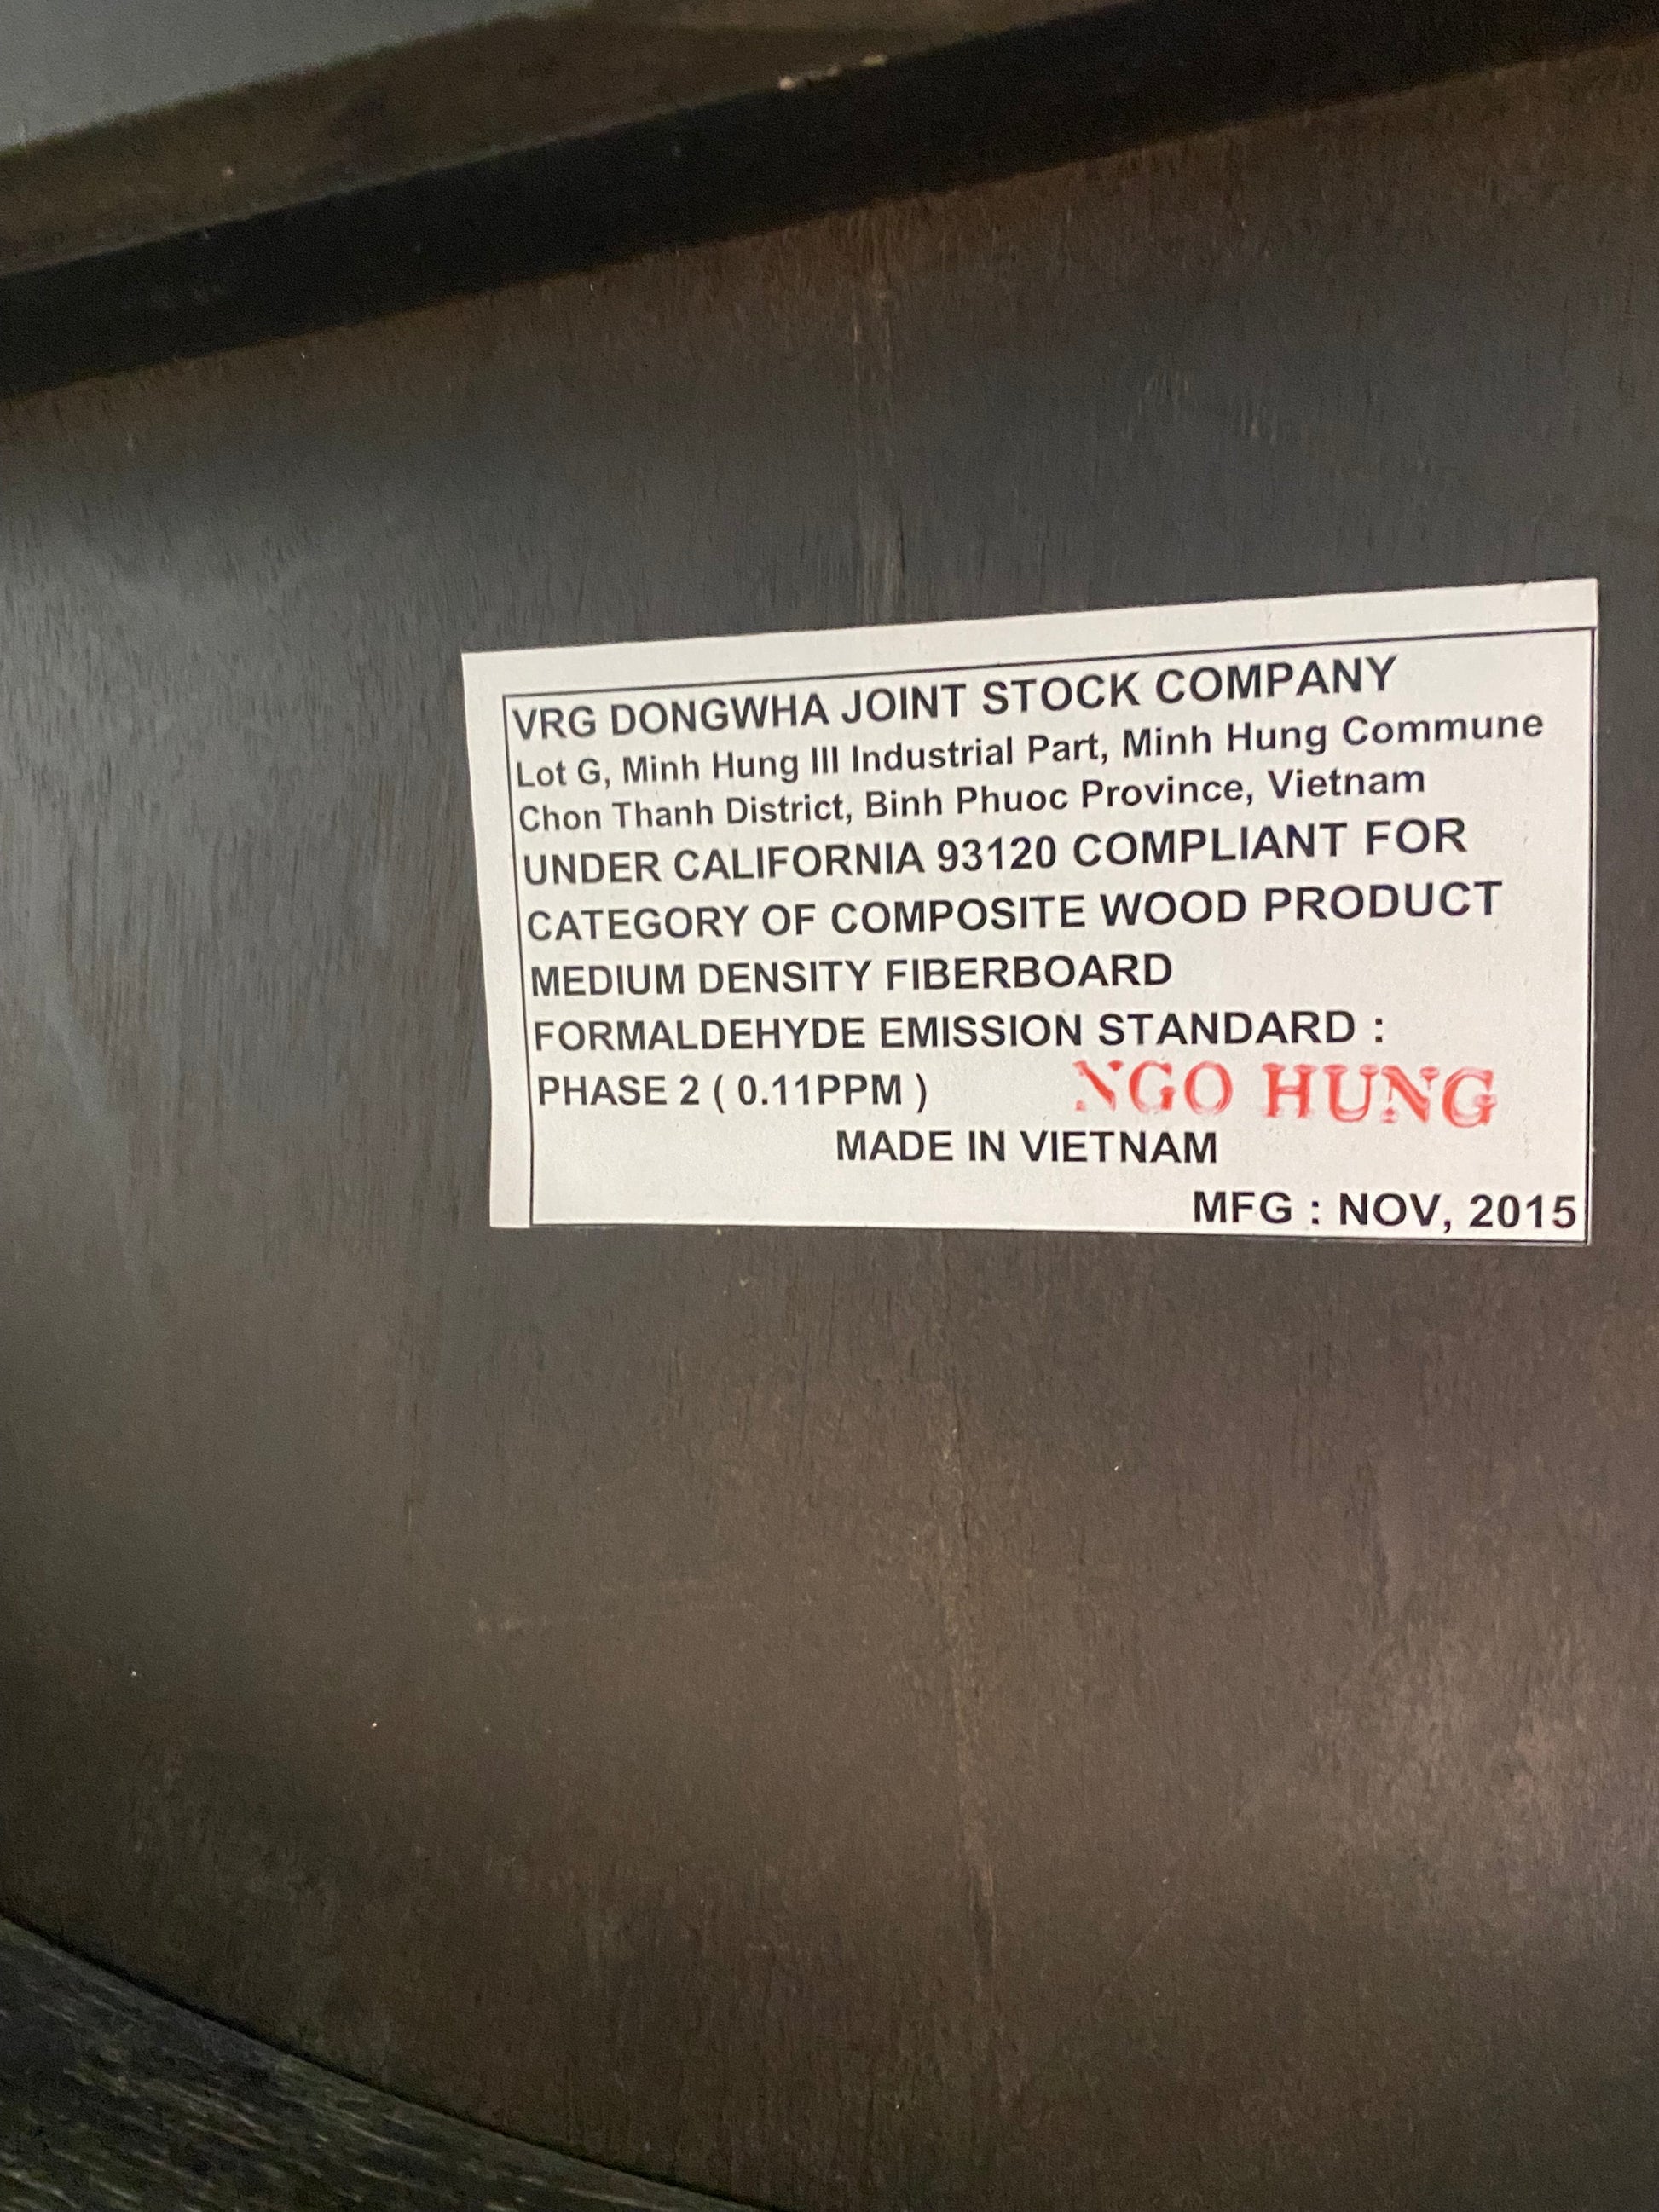 VRG DONGWHA JOINT STOCK COMPANY
Lot G, Minh Hung III Industrial Part, Minh Hung Commune
Chon Thanh District, Binh Phuoc Province, Vietnam
UNDER CALIFORNIA 93120 COMPLIANT FOR
CATEGORY OF COMPOSITE WOOD PRODUCT
MEDIUM DENSITY FIBERBOARD
FORMALDEHYDE EMISSION STANDARD :
PHASE 2 ( 0.11PPM ) NGO HUNG
MADE IN VIETNAM
MFG : NOV, 2015